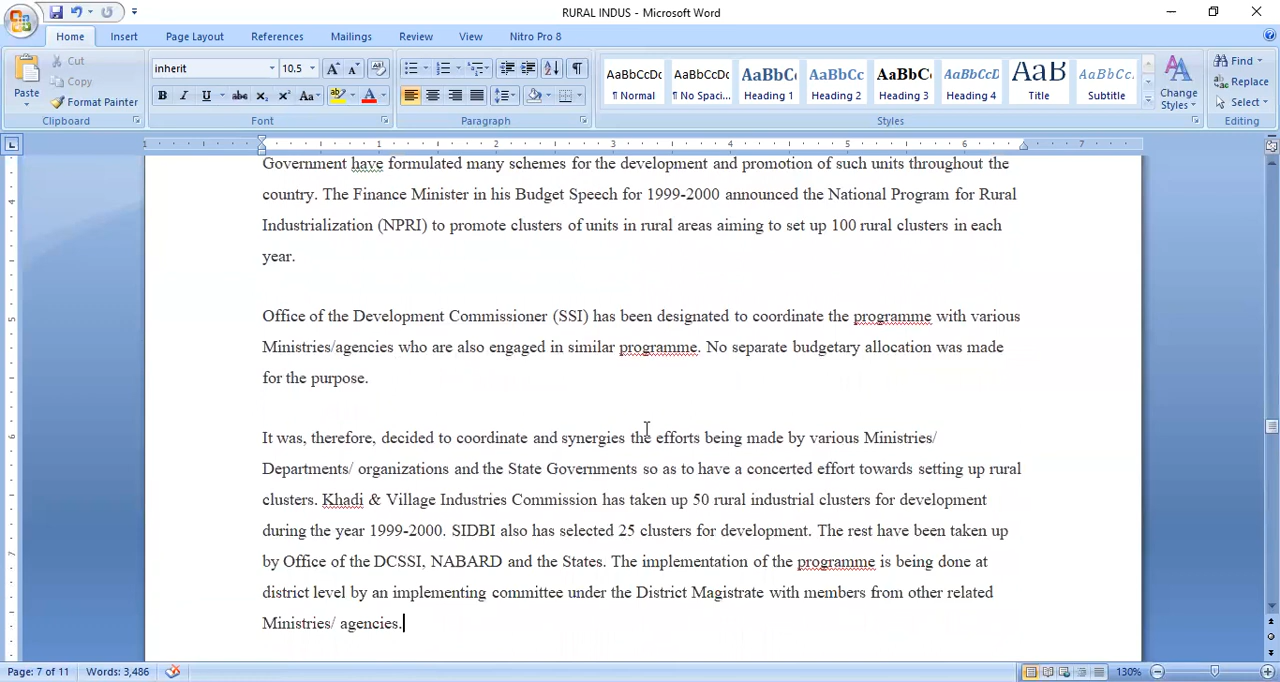 RURAL INDUS - Microsoft Word
Home Insert Page Layout References Mailings Review View Nitro Pro 8
Paste
Cut
Copy
Format Painter
Clipboard
inherit 10.5
Font
Paragraph
AaBbCcDc AaBbCcDc AaBbCc AaBbCc AaBbCc AaBbCcD AaB AaBbCc.
¶ Normal ¶ No Spaci... Heading 1 Heading 2 Heading 3 Heading 4 Title Subtitle
Change Styles
Styles
Find
Replace
Select
Editing
Government have formulated many schemes for the development and promotion of such units throughout the
country. The Finance Minister in his Budget Speech for 1999-2000 announced the National Program for Rural
Industrialization (NPRI) to promote clusters of units in rural areas aiming to set up 100 rural clusters in each
year.
Office of the Development Commissioner (SSI) has been designated to coordinate the programme with various
Ministries/agencies who are also engaged in similar programme. No separate budgetary allocation was made
for the purpose.
It was, therefore, decided to coordinate and synergies the efforts being made by various Ministries/
Departments/ organizations and the State Governments so as to have a concerted effort towards setting up rural
clusters. Khadi & Village Industries Commission has taken up 50 rural industrial clusters for development
during the year 1999-2000. SIDBI also has selected 25 clusters for development. The rest have been taken up
by Office of the DCSSI, NABARD and the States. The implementation of the programme is being done at
district level by an implementing committee under the District Magistrate with members from other related
Ministries/ agencies.
Page: 7 of 11 Words: 3,486 130%